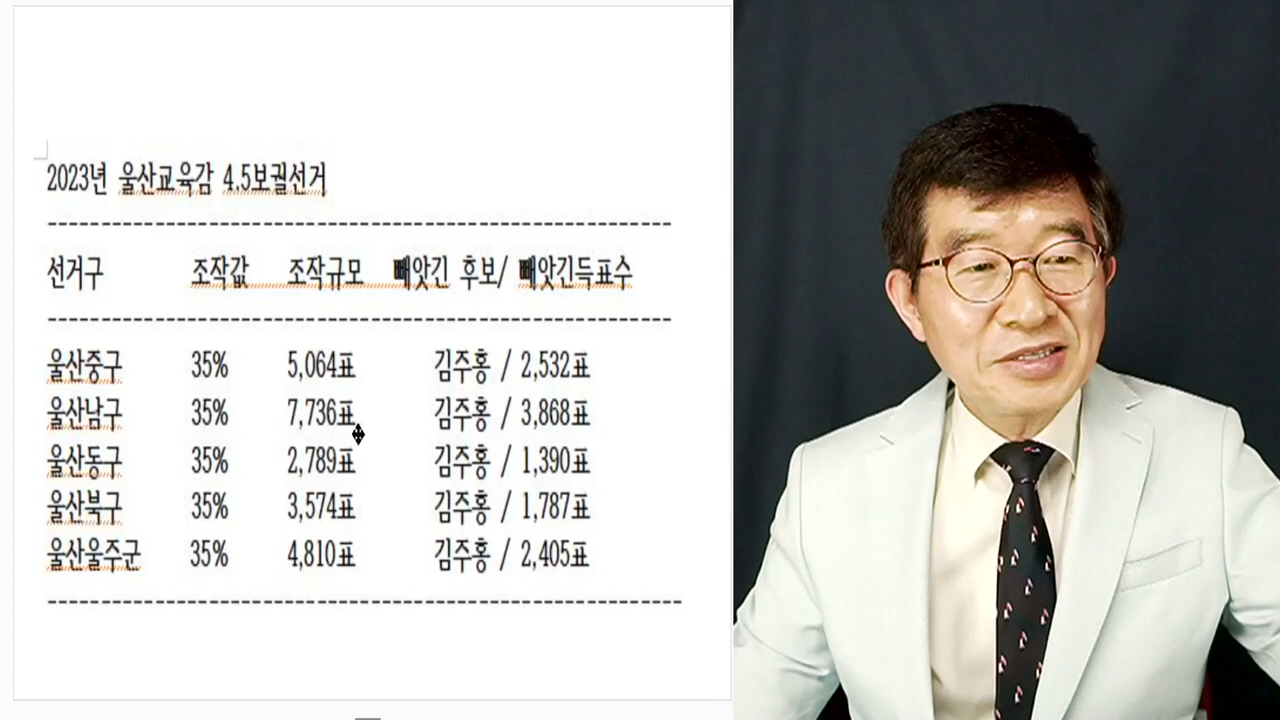 2023년 울산교육감 4.5보궐선거
선거구 조작값 조작규모 빼앗긴 후보/ 빼앗긴득표수
울산중구 35% 5,064표 김주홍 / 2,532표
울산남구 35% 7,736표 김주홍 / 3,868표
울산동구 35% 2,789표 김주홍 / 1,390표
울산북구 35% 3,574표 김주홍 / 1,787표
울산울주군 35% 4,810표 김주홍 / 2,405표